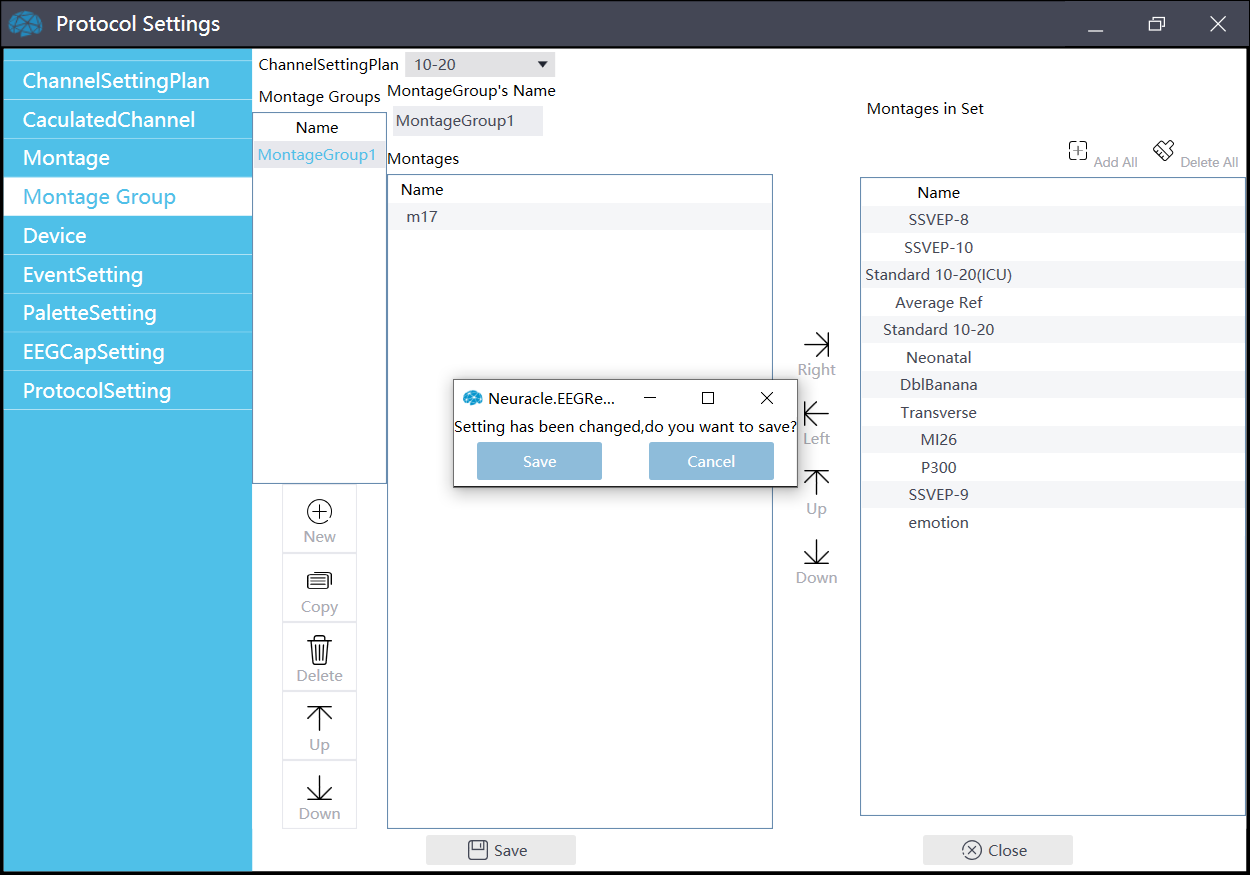 Protocol Settings
ChannelSettingPlan
CaculatedChannel
Montage
Montage Group
Device
EventSetting
PaletteSetting
EEGCapSetting
ProtocolSetting
ChannelSettingPlan 10-20
Montage Groups
Name
MontageGroup1
New
Copy
Delete
Up
Down
MontageGroup's Name
MontageGroup1
Montages
Name
m17
Neuracle.EEGRe...
Setting has been changed,do you want to save?
Save Cancel
Right
Left
Up
Down
Montages in Set
Add All Delete All
Name
SSVEP-8
SSVEP-10
Standard 10-20(ICU)
Average Ref
Standard 10-20
Neonatal
DblBanana
Transverse
MI26
P300
SSVEP-9
emotion
Save
Close